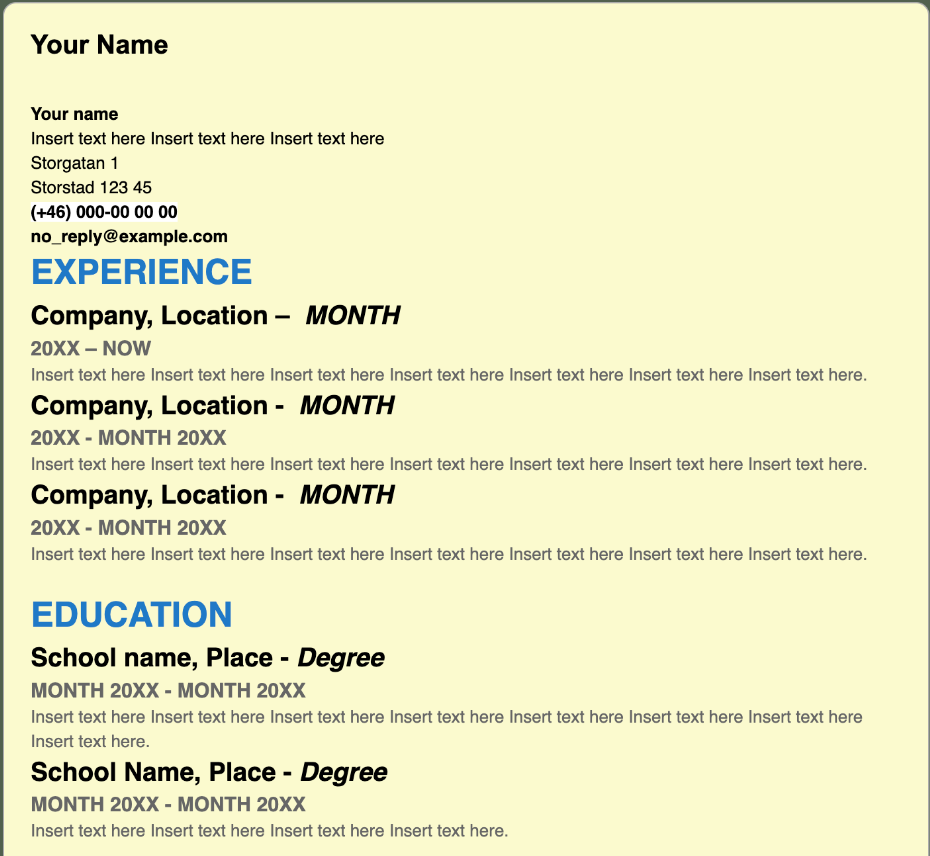 Your Name
Your name
Insert text here Insert text here Insert text here
Storgatan 1
Storstad 123 45
(+46) 000-00 00 00
no_reply@example.com
EXPERIENCE
Company, Location – MONTH
20XX – NOW
Insert text here Insert text here Insert text here Insert text here Insert text here Insert text here Insert text here.
Company, Location - MONTH
20XX - MONTH 20XX
Insert text here Insert text here Insert text here Insert text here Insert text here Insert text here Insert text here.
Company, Location - MONTH
20XX - MONTH 20XX
Insert text here Insert text here Insert text here Insert text here Insert text here Insert text here Insert text here.
EDUCATION
School name, Place - Degree
MONTH 20XX - MONTH 20XX
Insert text here Insert text here Insert text here Insert text here Insert text here Insert text here Insert text here
Insert text here.
School Name, Place - Degree
MONTH 20XX - MONTH 20XX
Insert text here Insert text here Insert text here Insert text here.